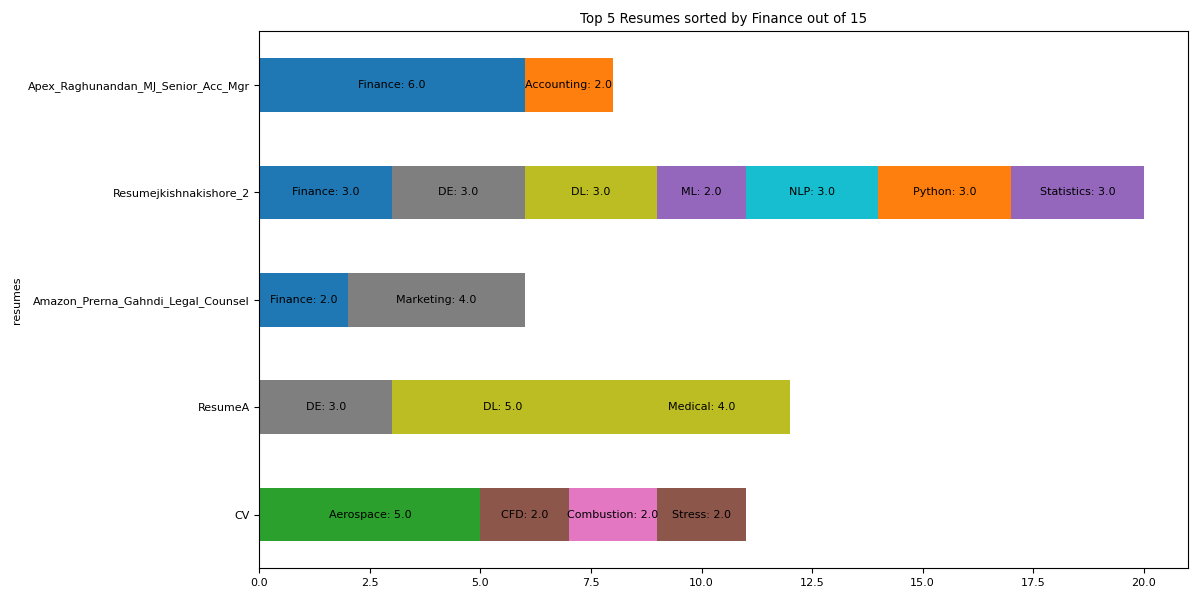 Top 5 Resumes sorted by Finance out of 15
resumes
Apex_Raghunandan_MJ_Senior_Acc_Mgr
Finance: 6.0
Accounting: 2.0
Resumejkishnakishore_2
Finance: 3.0
DE: 3.0
DL: 3.0
ML: 2.0
NLP: 3.0
Python: 3.0
Statistics: 3.0
Amazon_Prerna_Gahndi_Legal_Counsel
Finance: 2.0
Marketing: 4.0
ResumeA
DE: 3.0
DL: 5.0
Medical: 4.0
CV
Aerospace: 5.0
CFD: 2.0
Combustion: 2.0
Stress: 2.0
0.0
2.5
5.0
7.5
10.0
12.5
15.0
17.5
20.0